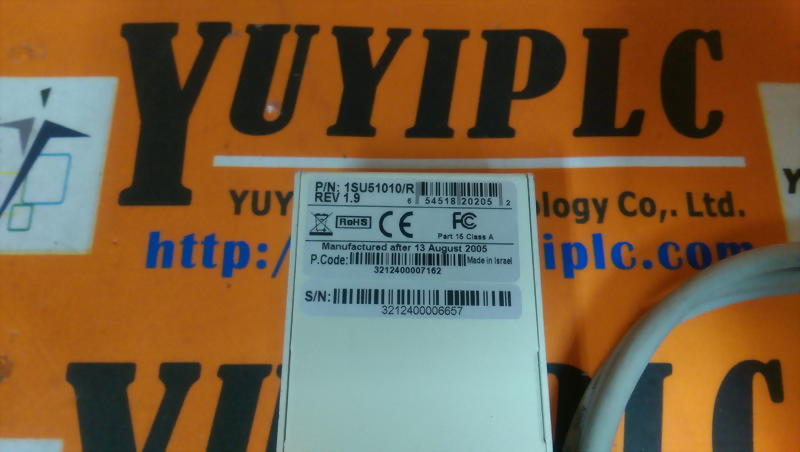 YUYIPLC
YUY ology Co,. Ltd.
http: iplc.com
P/N: 1SU51010/R
REV 1.9
6 54518 20205 2
RoHS CE FC
Part 15 Class A
Manufactured after 13 August 2005
P.Code: Made in Israel
3212400007162
S/N:
3212400006657